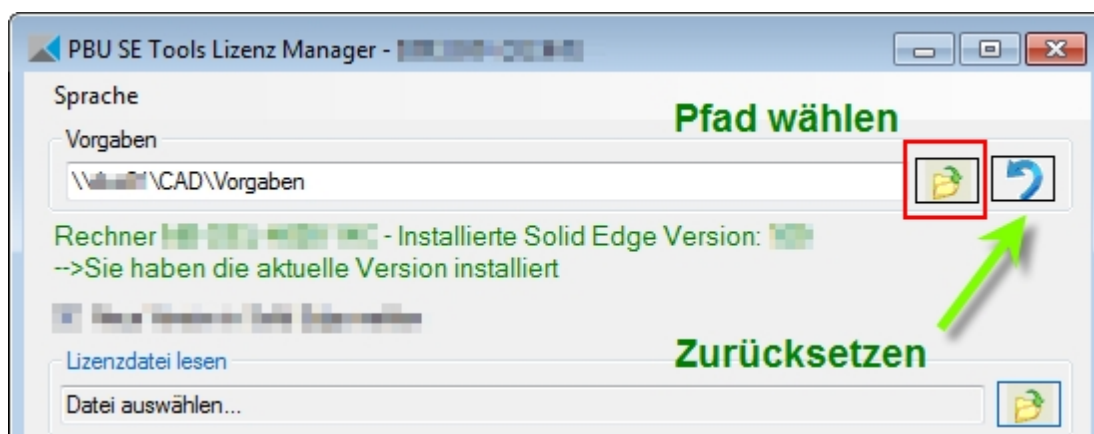 PBU SE Tools Lizenz Manager -
Sprache
Pfad wählen
Vorgaben
\\ \CAD\Vorgaben
Rechner - Installierte Solid Edge Version:
-->Sie haben die aktuelle Version installiert
Zurücksetzen
Lizenzdatei lesen
Datei auswählen...